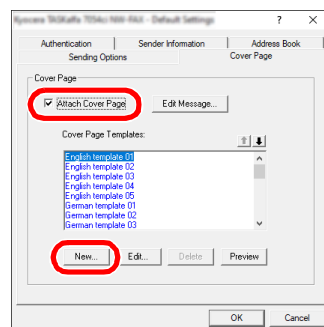 Kyocera TASKalfa 7054ci NW-FAX - Default Settings
?
Authentication
Sender Information
Address Book
Sending Options
Cover Page
Cover Page
Attach Cover Page
Edit Message...
Cover Page Templates:
English template 01
English template 02
English template 03
English template 04
English template 05
German template 01
German template 02
German template 03
New...
Edit...
Delete
Preview
OK
Cancel